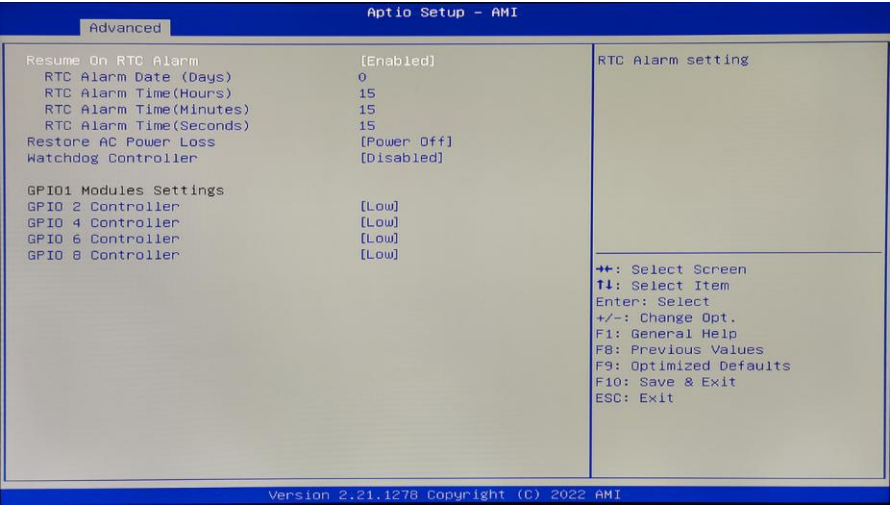 Aptio Setup – AMI
Advanced
Resume On RTC Alarm [Enabled]
RTC Alarm Date (Days) 0
RTC Alarm Time(Hours) 15
RTC Alarm Time(Minutes) 15
RTC Alarm Time(Seconds) 15
Restore AC Power Loss [Power Off]
Watchdog Controller [Disabled]
GPIO1 Modules Settings
GPIO 2 Controller [Low]
GPIO 4 Controller [Low]
GPIO 6 Controller [Low]
GPIO 8 Controller [Low]
RTC Alarm setting
→←: Select Screen
↑↓: Select Item
Enter: Select
+/-: Change Opt.
F1: General Help
F8: Previous Values
F9: Optimized Defaults
F10: Save & Exit
ESC: Exit
Version 2.21.1278 Copyright (C) 2022 AMI